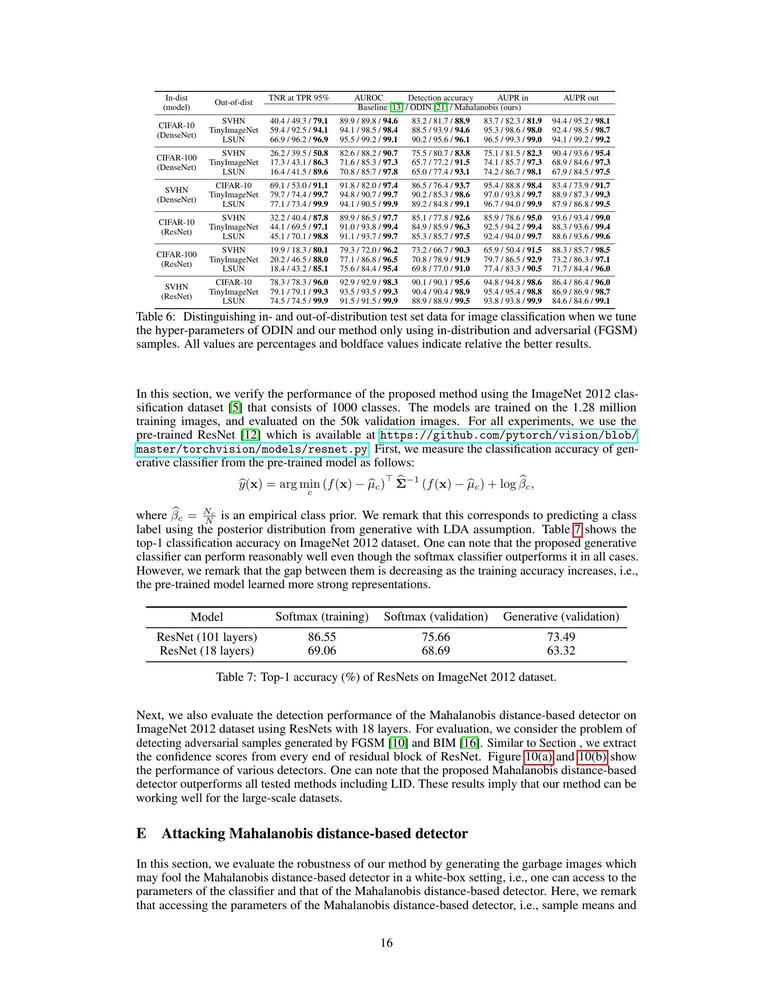 In-dist (model) Out-of-dist TNR at TPR 95% AUROC Detection accuracy AUPR in AUPR out
Baseline [13] / ODIN [21] / Mahalanobis (ours)
CIFAR-10 (DenseNet) SVHN 40.4 / 49.3 / 79.1 89.9 / 89.8 / 94.6 83.2 / 81.7 / 88.9 83.7 / 82.3 / 81.9 94.4 / 95.2 / 98.1
TinyImageNet 59.4 / 92.5 / 94.1 94.1 / 98.5 / 98.4 88.5 / 93.9 / 94.6 95.3 / 98.6 / 98.0 92.4 / 98.5 / 98.7
LSUN 66.9 / 96.2 / 96.9 95.5 / 99.2 / 99.1 90.2 / 95.6 / 96.1 96.5 / 99.3 / 99.0 94.1 / 99.2 / 99.2
CIFAR-100 (DenseNet) SVHN 26.2 / 39.5 / 50.8 82.6 / 88.2 / 90.7 75.5 / 80.7 / 83.8 75.1 / 81.5 / 82.3 90.4 / 93.6 / 95.4
TinyImageNet 17.3 / 43.1 / 86.3 71.6 / 85.3 / 97.3 65.7 / 77.2 / 91.5 74.1 / 85.7 / 97.3 68.9 / 84.6 / 97.3
LSUN 16.4 / 41.5 / 89.6 70.8 / 85.7 / 97.8 65.0 / 77.4 / 93.1 74.2 / 86.7 / 98.1 67.9 / 84.5 / 97.5
SVHN (DenseNet) CIFAR-10 69.1 / 53.0 / 91.1 91.8 / 82.0 / 97.4 86.5 / 76.4 / 93.7 95.4 / 88.8 / 98.4 83.4 / 73.9 / 91.7
TinyImageNet 79.7 / 74.4 / 99.7 94.8 / 90.7 / 99.7 90.2 / 85.3 / 98.6 97.0 / 93.8 / 99.7 88.9 / 87.3 / 99.5
LSUN 77.1 / 73.4 / 99.9 94.1 / 90.5 / 99.9 89.2 / 84.8 / 99.1 96.7 / 94.0 / 99.9 87.9 / 86.3 / 99.5
CIFAR-10 (ResNet) SVHN 32.2 / 40.4 / 87.8 89.9 / 86.5 / 97.7 85.1 / 77.8 / 92.6 85.9 / 78.6 / 95.0 93.6 / 93.4 / 99.0
TinyImageNet 44.1 / 69.5 / 97.1 91.0 / 93.8 / 99.4 84.9 / 85.9 / 96.3 92.5 / 94.2 / 99.4 88.3 / 93.6 / 99.4
LSUN 45.1 / 70.1 / 98.8 91.1 / 93.7 / 99.7 85.3 / 85.7 / 97.5 92.4 / 94.0 / 99.7 88.6 / 93.6 / 99.6
CIFAR-100 (ResNet) SVHN 19.9 / 18.3 / 80.1 79.3 / 72.0 / 96.2 73.2 / 66.7 / 90.3 65.9 / 50.4 / 91.5 88.3 / 85.7 / 98.5
TinyImageNet 20.2 / 46.5 / 88.0 77.1 / 86.8 / 96.5 70.8 / 78.9 / 91.9 79.7 / 86.5 / 92.9 73.2 / 86.3 / 97.1
LSUN 18.4 / 43.2 / 85.1 75.6 / 84.4 / 95.4 69.8 / 77.0 / 91.0 77.4 / 83.3 / 90.5 71.7 / 84.4 / 96.0
SVHN (ResNet) CIFAR-10 78.3 / 78.3 / 96.0 92.9 / 92.9 / 98.3 90.1 / 90.1 / 95.6 94.8 / 94.8 / 98.6 86.4 / 86.4 / 96.0
TinyImageNet 79.1 / 79.1 / 99.3 93.5 / 93.5 / 99.3 90.4 / 90.4 / 98.9 95.4 / 95.4 / 98.8 86.9 / 86.9 / 98.7
LSUN 74.5 / 74.5 / 99.9 91.5 / 91.5 / 99.9 88.9 / 88.9 / 99.5 93.8 / 93.8 / 99.9 84.6 / 84.6 / 99.1
Table 6: Distinguishing in- and out-of-distribution test set data for image classification when we tune
the hyper-parameters of ODIN and our method only using in-distribution and adversarial (FGSM)
samples. All values are percentages and boldface values indicate relative the better results.
In this section, we verify the performance of the proposed method using the ImageNet 2012 clas-
sification dataset [5] that consists of 1000 classes. The models are trained on the 1.28 million
training images, and evaluated on the 50k validation images. For all experiments, we use the
pre-trained ResNet [12] which is available at https://github.com/pytorch/vision/blob/
master/torchvision/models/resnet.py. First, we measure the classification accuracy of gen-
erative classifier from the pre-trained model as follows:
ŷ(x) = arg min_c (f(x) − μ̂_c)^⊤ Σ̂^{−1} (f(x) − μ̂_c) + log β̂_c,
where β̂_c = N_c/N is an empirical class prior. We remark that this corresponds to predicting a class
label using the posterior distribution from generative with LDA assumption. Table 7 shows the
top-1 classification accuracy on ImageNet 2012 dataset. One can note that the proposed generative
classifier can perform reasonably well even though the softmax classifier outperforms it in all cases.
However, we remark that the gap between them is decreasing as the training accuracy increases, i.e.,
the pre-trained model learned more strong representations.
Model Softmax (training) Softmax (validation) Generative (validation)
ResNet (101 layers) 86.55 75.66 73.49
ResNet (18 layers) 69.06 68.69 63.32
Table 7: Top-1 accuracy (%) of ResNets on ImageNet 2012 dataset.
Next, we also evaluate the detection performance of the Mahalanobis distance-based detector on
ImageNet 2012 dataset using ResNets with 18 layers. For evaluation, we consider the problem of
detecting adversarial samples generated by FGSM [10] and BIM [16]. Similar to Section , we extract
the confidence scores from every end of residual block of ResNet. Figure 10(a) and 10(b) show
the performance of various detectors. One can note that the proposed Mahalanobis distance-based
detector outperforms all tested methods including LID. These results imply that our method can be
working well for the large-scale datasets.
E Attacking Mahalanobis distance-based detector
In this section, we evaluate the robustness of our method by generating the garbage images which
may fool the Mahalanobis distance-based detector in a white-box setting, i.e., one can access to the
parameters of the classifier and that of the Mahalanobis distance-based detector. Here, we remark
that accessing the parameters of the Mahalanobis distance-based detector, i.e., sample means and
16